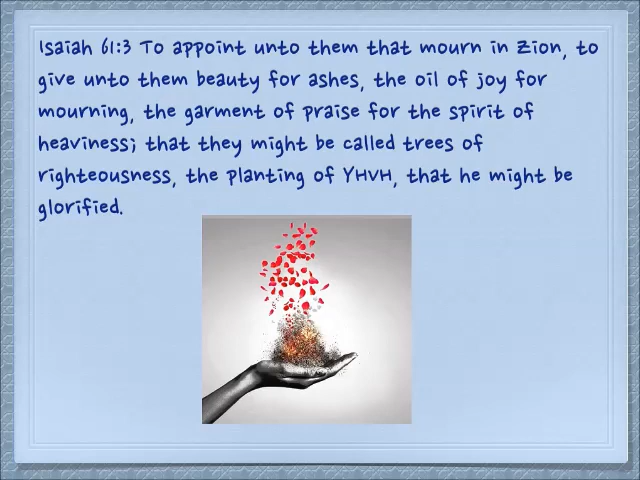 Isaiah 61:3 To appoint unto them that mourn in Zion, to
give unto them beauty for ashes, the oil of joy for
mourning, the garment of praise for the spirit of
heaviness; that they might be called trees of
righteousness, the planting of YHVH, that he might be
glorified.